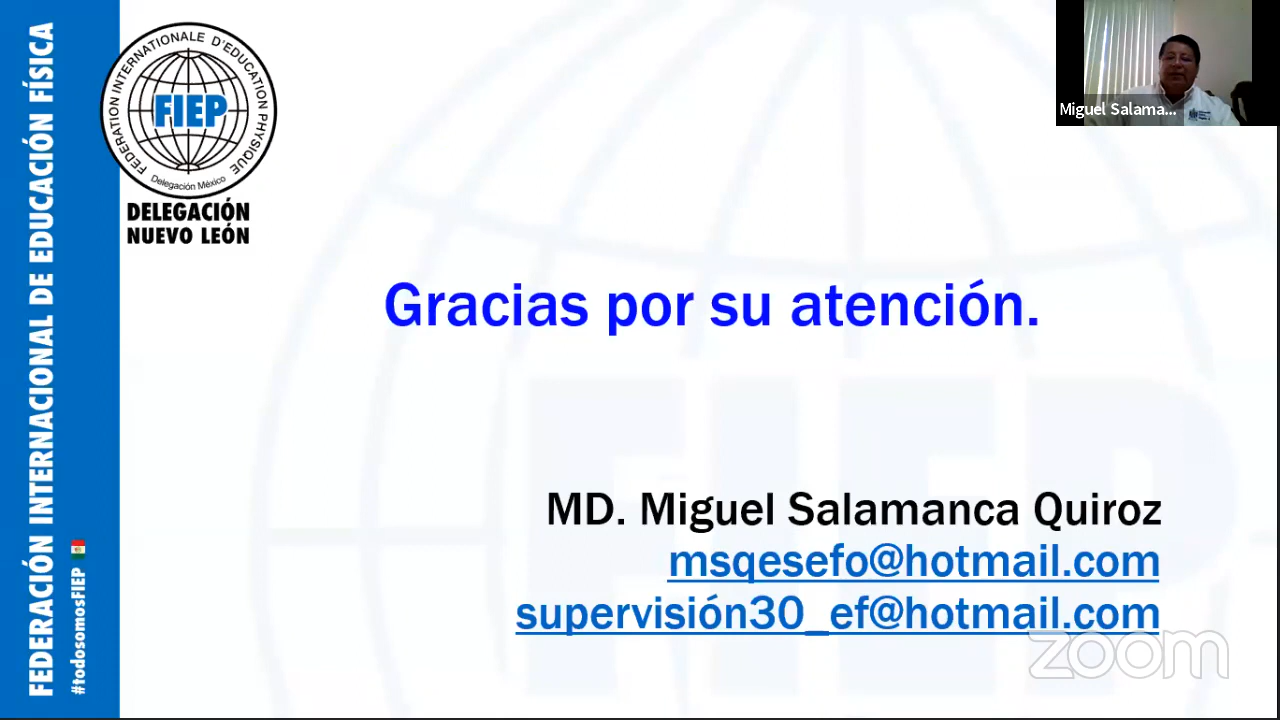 FEDERACIÓN INTERNACIONAL DE EDUCACIÓN FÍSICA
#todosomosFIEP
FEDERATION INTERNATIONALE D'EDUCATION PHYSIQUE
FIEP
Delegación México
DELEGACIÓN
NUEVO LEÓN
Miguel Salama...
Gracias por su atención.
FIEP
MD. Miguel Salamanca Quiroz
msqesefo@hotmail.com
supervisión30_ef@hotmail.com
zoom